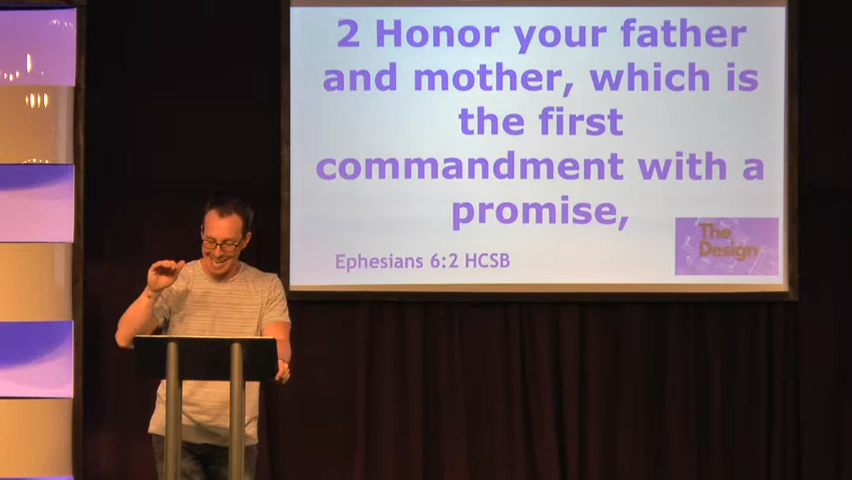 2 Honor your father
and mother, which is
the first
commandment with a
promise,
Ephesians 6:2 HCSB
The
Design